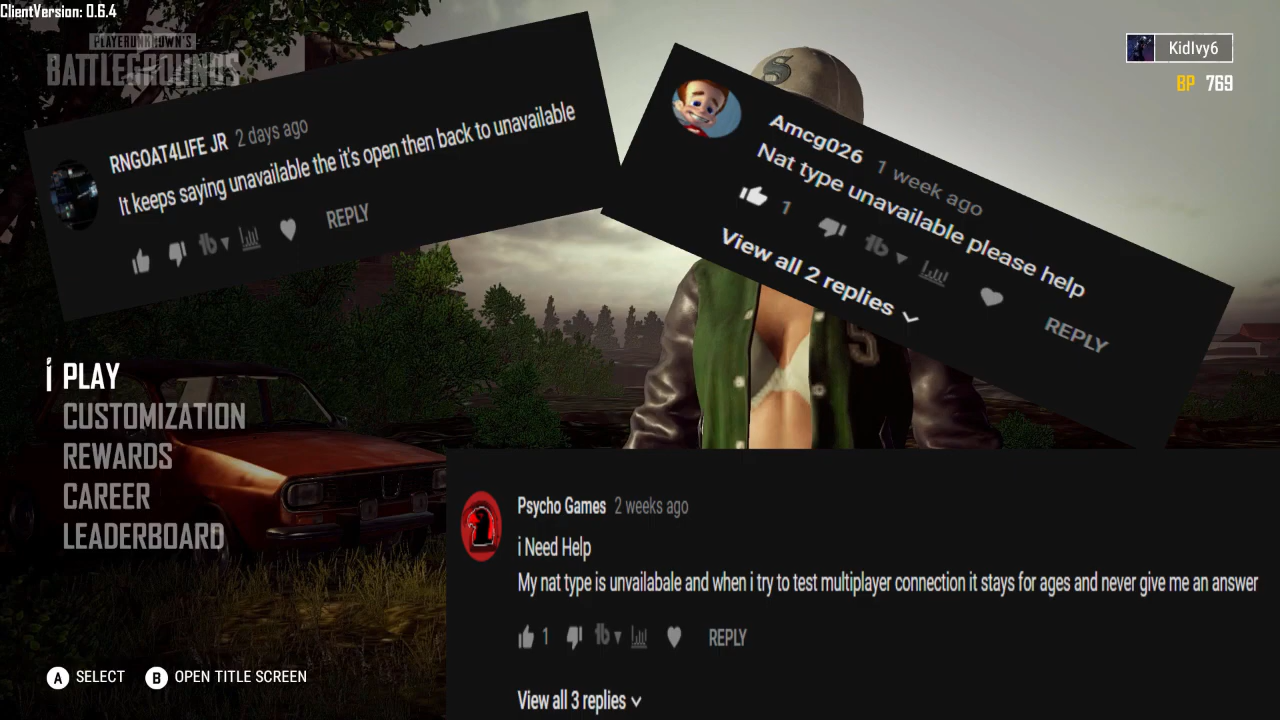 ClientVersion: 0.6.4
PLAYERUNKNOWN'S
BATTLEGROUNDS
KidIvy6
BP 769
RNGOAT4LIFE JR 2 days ago
It keeps saying unavailable the it's open then back to unavailable
REPLY
Amcg026 1 week ago
Nat type unavailable please help
1
REPLY
View all 2 replies
PLAY
CUSTOMIZATION
REWARDS
CAREER
LEADERBOARD
Psycho Games 2 weeks ago
i Need Help
My nat type is unvailabale and when i try to test multiplayer connection it stays for ages and never give me an answer
1 REPLY
View all 3 replies
A SELECT B OPEN TITLE SCREEN